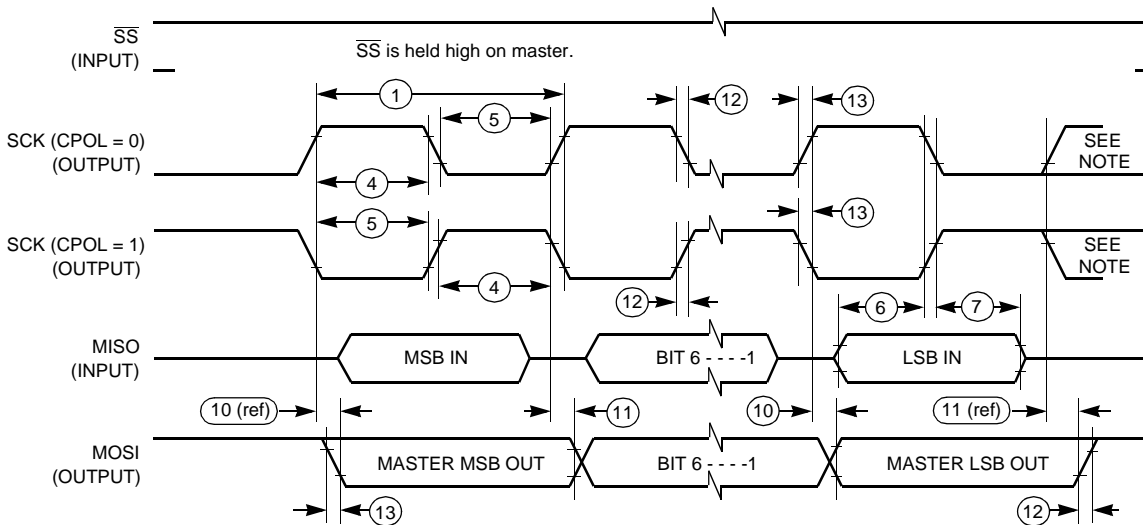 SS
(INPUT)
SS is held high on master.
1
5
12
13
SCK (CPOL = 0)
(OUTPUT)
SEE
NOTE
4
5
13
SCK (CPOL = 1)
(OUTPUT)
SEE
NOTE
4
12
6
7
MISO
(INPUT)
MSB IN
BIT 6 - - - -1
LSB IN
10 (ref)
11
10
11 (ref)
MOSI
(OUTPUT)
MASTER MSB OUT
BIT 6 - - - -1
MASTER LSB OUT
13
12